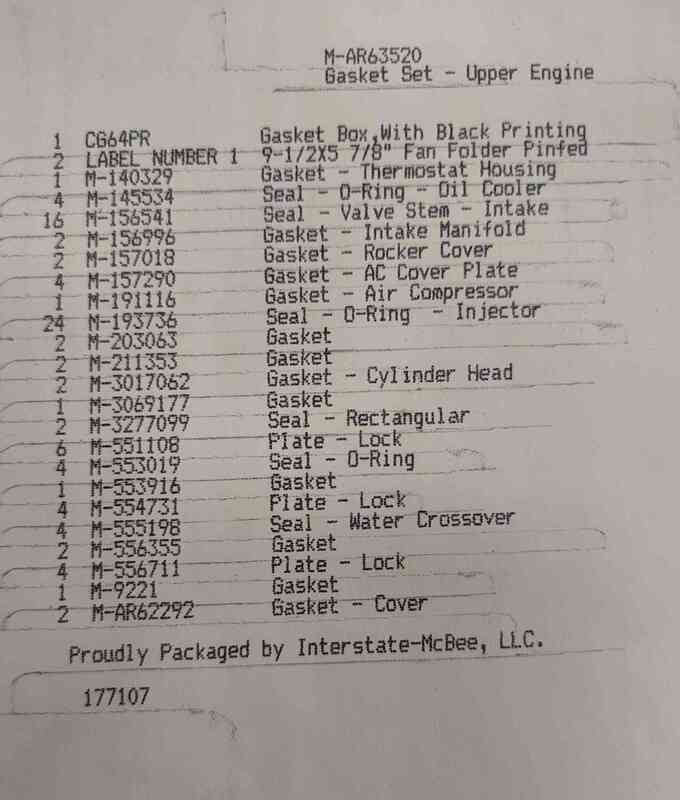 M-AR63520
Gasket Set - Upper Engine
1 CG64PR Gasket Box,With Black Printing
2 LABEL NUMBER 1 9-1/2X5 7/8" Fan Folder Pinfed
1 M-140329 Gasket - Thermostat Housing
4 M-145534 Seal - O-Ring - Oil Cooler
16 M-156541 Seal - Valve Stem - Intake
2 M-156996 Gasket - Intake Manifold
2 M-157018 Gasket - Rocker Cover
4 M-157290 Gasket - AC Cover Plate
1 M-191116 Gasket - Air Compressor
24 M-193736 Seal - O-Ring - Injector
2 M-203063 Gasket
2 M-211353 Gasket
2 M-3017062 Gasket - Cylinder Head
1 M-3069177 Gasket
2 M-3277099 Seal - Rectangular
6 M-551108 Plate - Lock
4 M-553019 Seal - O-Ring
1 M-553916 Gasket
4 M-554731 Plate - Lock
4 M-555198 Seal - Water Crossover
2 M-556355 Gasket
4 M-556711 Plate - Lock
1 M-9221 Gasket
2 M-AR62292 Gasket - Cover
Proudly Packaged by Interstate-McBee, LLC.
177107